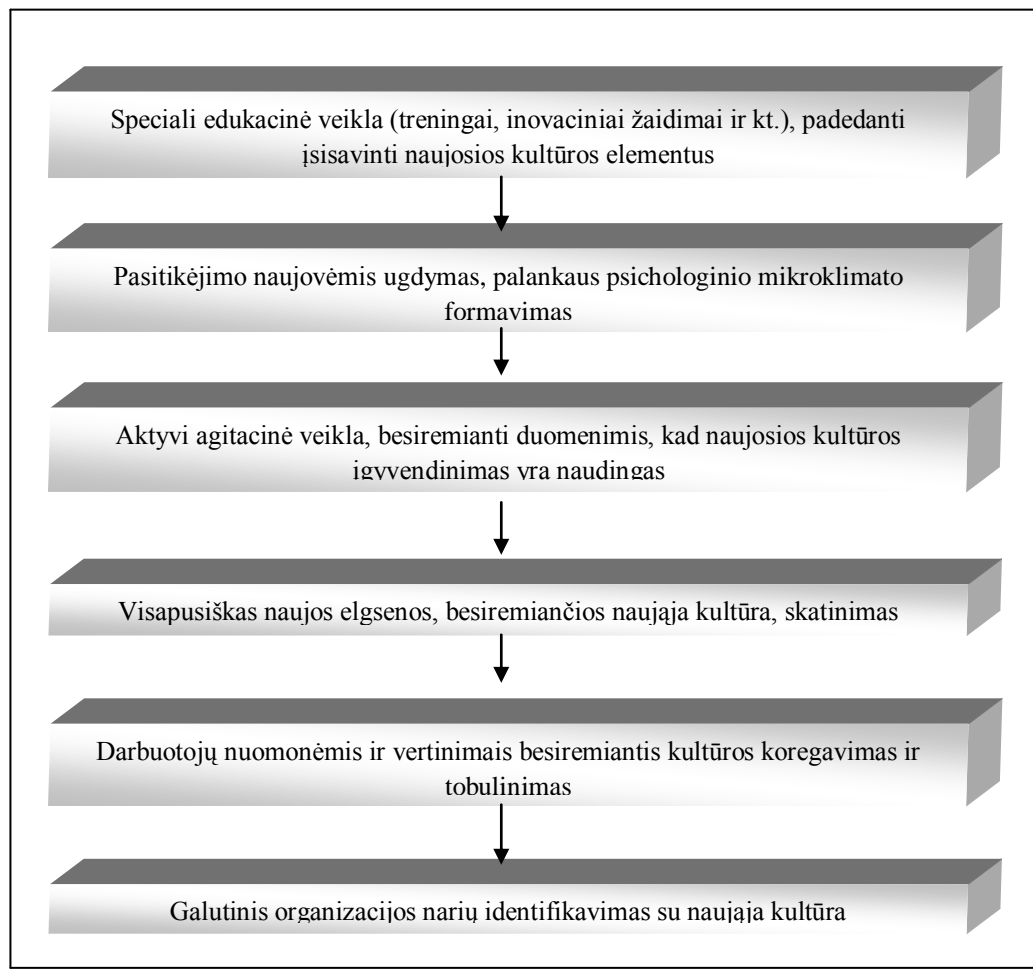 Speciali edukacinė veikla (treningai, inovaciniai žaidimai ir kt.), padedanti
įsisavinti naujosios kultūros elementus
Pasitikėjimo naujovėmis ugdymas, palankaus psichologinio mikroklimato
formavimas
Aktyvi agitacinė veikla, besiremianti duomenimis, kad naujosios kultūros
įgyvendinimas yra naudingas
Visapusiškas naujos elgsenos, besiremiančios naująja kultūra, skatinimas
Darbuotojų nuomonėmis ir vertinimais besiremiantis kultūros koregavimas ir
tobulinimas
Galutinis organizacijos narių identifikavimas su naująja kultūra